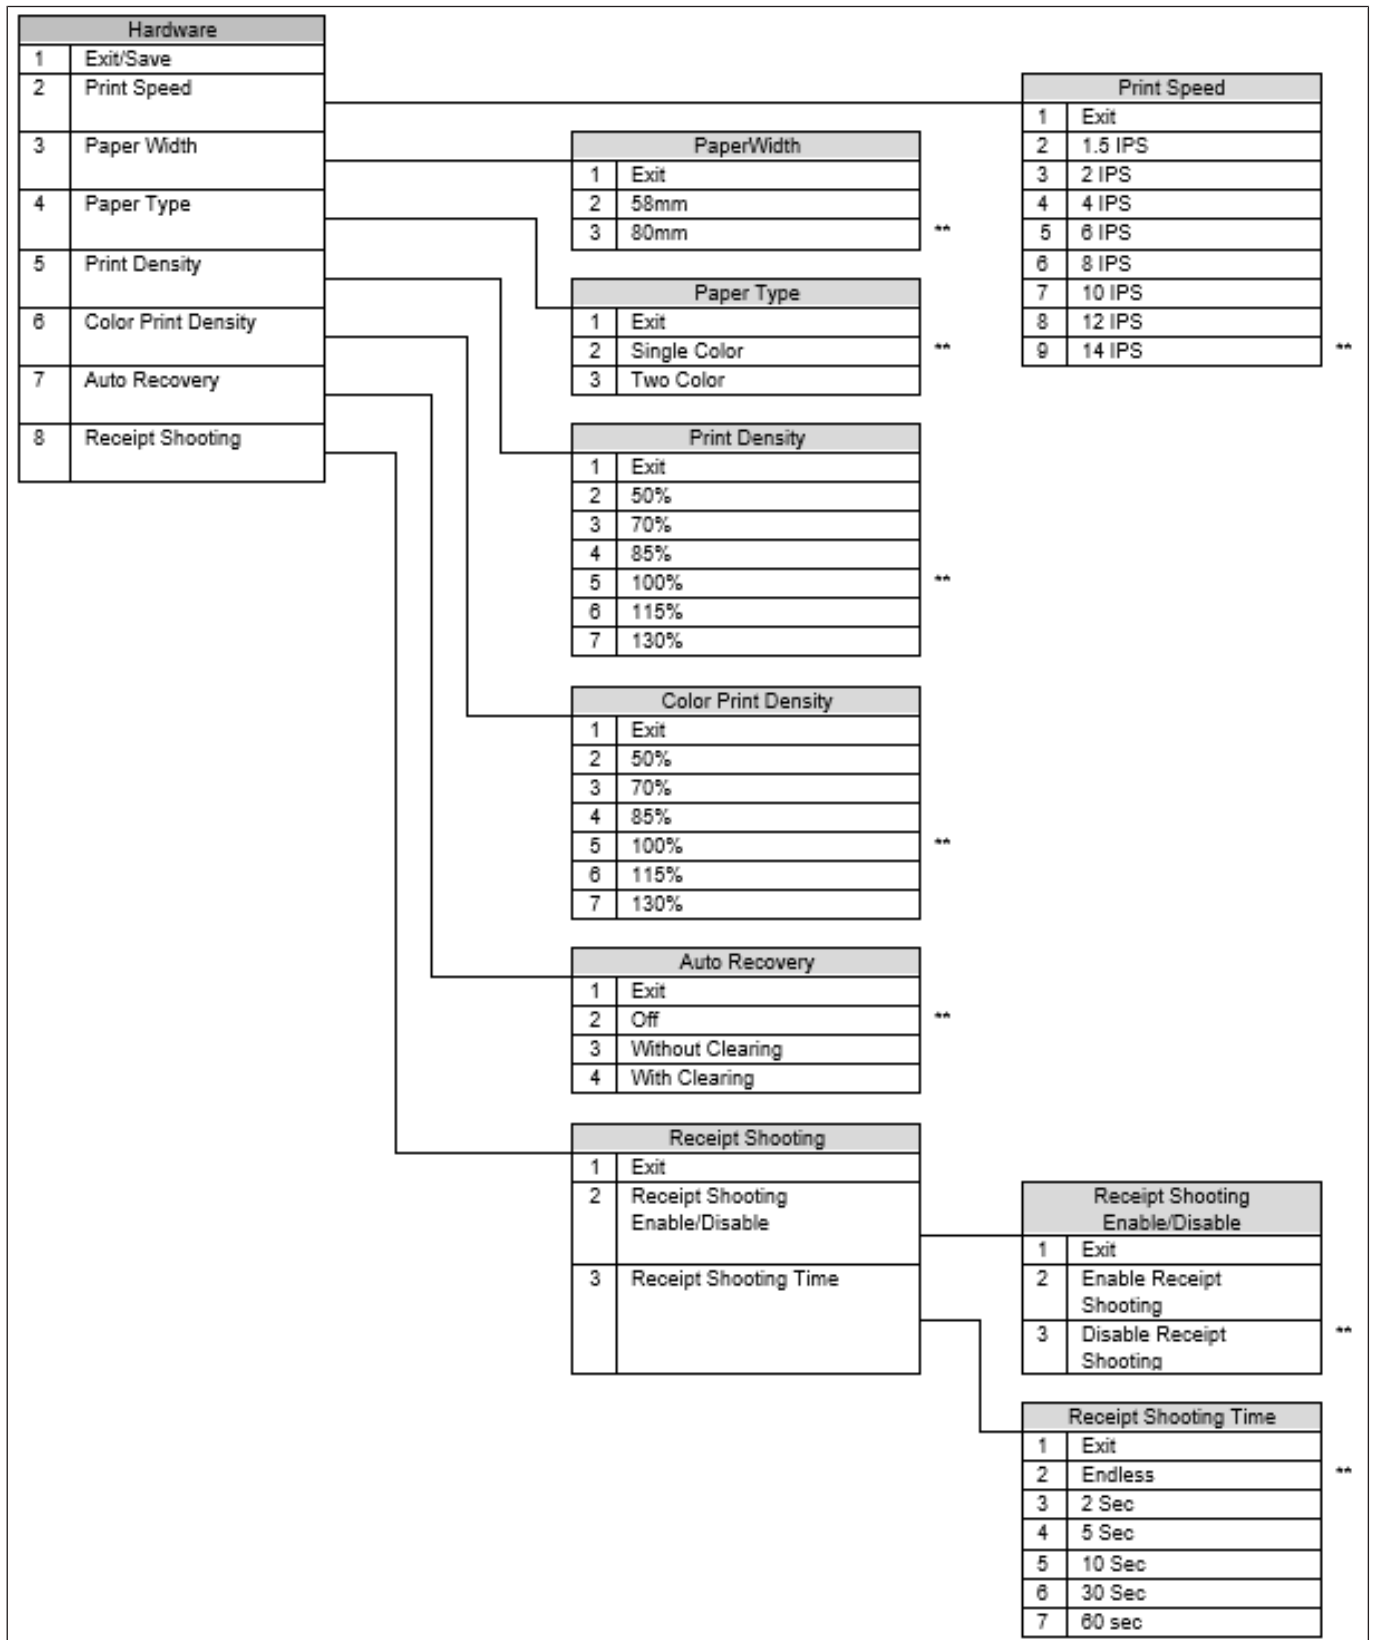 Hardware
1 Exit/Save
2 Print Speed
3 Paper Width
4 Paper Type
5 Print Density
6 Color Print Density
7 Auto Recovery
8 Receipt Shooting
Print Speed
1 Exit
2 1.5 IPS
3 2 IPS
4 4 IPS
5 6 IPS
6 8 IPS
7 10 IPS
8 12 IPS
9 14 IPS **
PaperWidth
1 Exit
2 58mm
3 80mm **
Paper Type
1 Exit
2 Single Color **
3 Two Color
Print Density
1 Exit
2 50%
3 70%
4 85%
5 100% **
6 115%
7 130%
Color Print Density
1 Exit
2 50%
3 70%
4 85%
5 100% **
6 115%
7 130%
Auto Recovery
1 Exit
2 Off **
3 Without Clearing
4 With Clearing
Receipt Shooting
1 Exit
2 Receipt Shooting
Enable/Disable
3 Receipt Shooting Time
Receipt Shooting
Enable/Disable
1 Exit
2 Enable Receipt
Shooting
3 Disable Receipt **
Shooting
Receipt Shooting Time
1 Exit
2 Endless **
3 2 Sec
4 5 Sec
5 10 Sec
6 30 Sec
7 60 sec